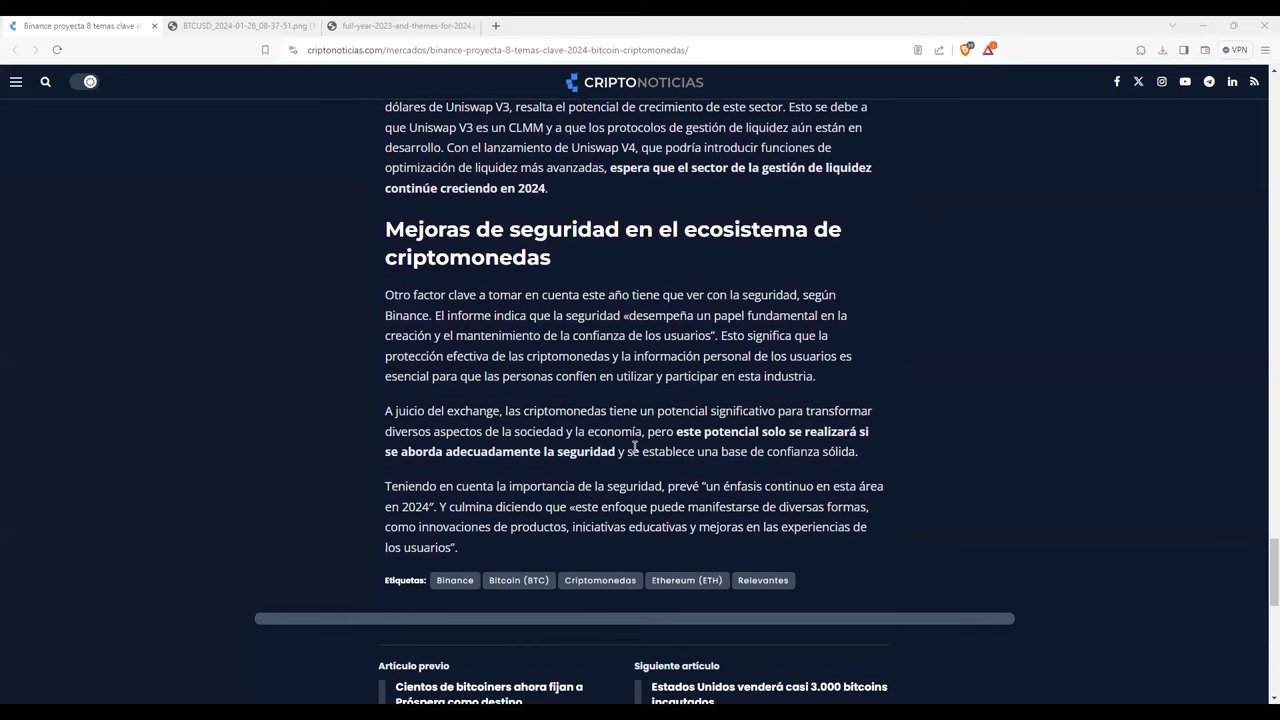 Binance proyecta 8 temas clave d
BTCUSD_2024-01-26_08-37-51.png (1
full-year-2023-and-themes-for-2024.
criptonoticias.com/mercados/binance-proyecta-8-temas-clave-2024-bitcoin-criptomonedas/
VPN
CRIPTONOTICIAS
dólares de Uniswap V3, resalta el potencial de crecimiento de este sector. Esto se debe a
que Uniswap V3 es un CLMM y a que los protocolos de gestión de liquidez aún están en
desarrollo. Con el lanzamiento de Uniswap V4, que podría introducir funciones de
optimización de liquidez más avanzadas, espera que el sector de la gestión de liquidez
continúe creciendo en 2024.
Mejoras de seguridad en el ecosistema de
criptomonedas
Otro factor clave a tomar en cuenta este año tiene que ver con la seguridad, según
Binance. El informe indica que la seguridad «desempeña un papel fundamental en la
creación y el mantenimiento de la confianza de los usuarios”. Esto significa que la
protección efectiva de las criptomonedas y la información personal de los usuarios es
esencial para que las personas confíen en utilizar y participar en esta industria.
A juicio del exchange, las criptomonedas tiene un potencial significativo para transformar
diversos aspectos de la sociedad y la economía, pero este potencial solo se realizará si
se aborda adecuadamente la seguridad y se establece una base de confianza sólida.
Teniendo en cuenta la importancia de la seguridad, prevé “un énfasis continuo en esta área
en 2024″. Y culmina diciendo que «este enfoque puede manifestarse de diversas formas,
como innovaciones de productos, iniciativas educativas y mejoras en las experiencias de
los usuarios“.
Etiquetas: Binance Bitcoin (BTC) Criptomonedas Ethereum (ETH) Relevantes
Artículo previo
Siguiente artículo
Cientos de bitcoiners ahora fijan a
Próspera como destino
Estados Unidos venderá casi 3.000 bitcoins
incautados